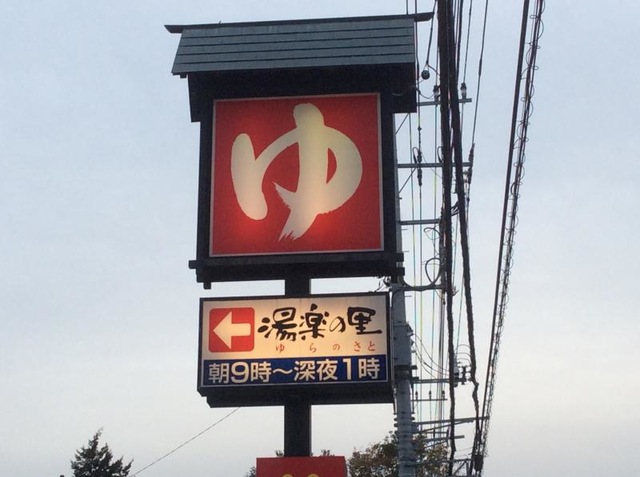 ゆ
湯楽の里
ゆらのさと
朝9時～深夜1時